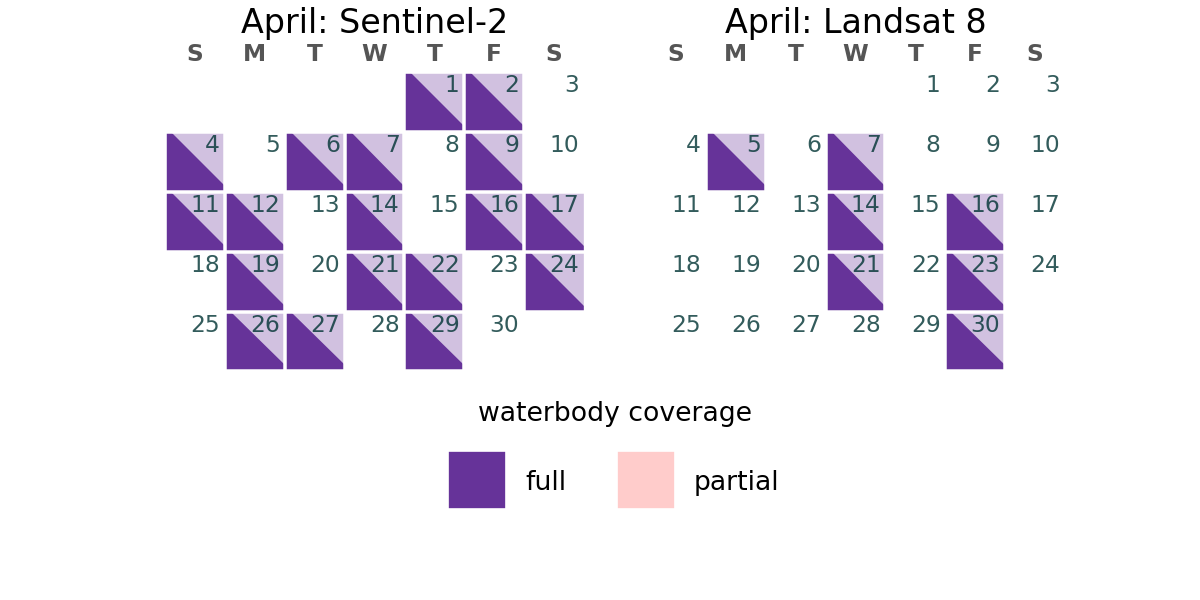 April: Sentinel-2
S M T W T F S
1 2 3
4 5 6 7 8 9 10
11 12 13 14 15 16 17
18 19 20 21 22 23 24
25 26 27 28 29 30
April: Landsat 8
S M T W T F S
1 2 3
4 5 6 7 8 9 10
11 12 13 14 15 16 17
18 19 20 21 22 23 24
25 26 27 28 29 30
waterbody coverage
full partial